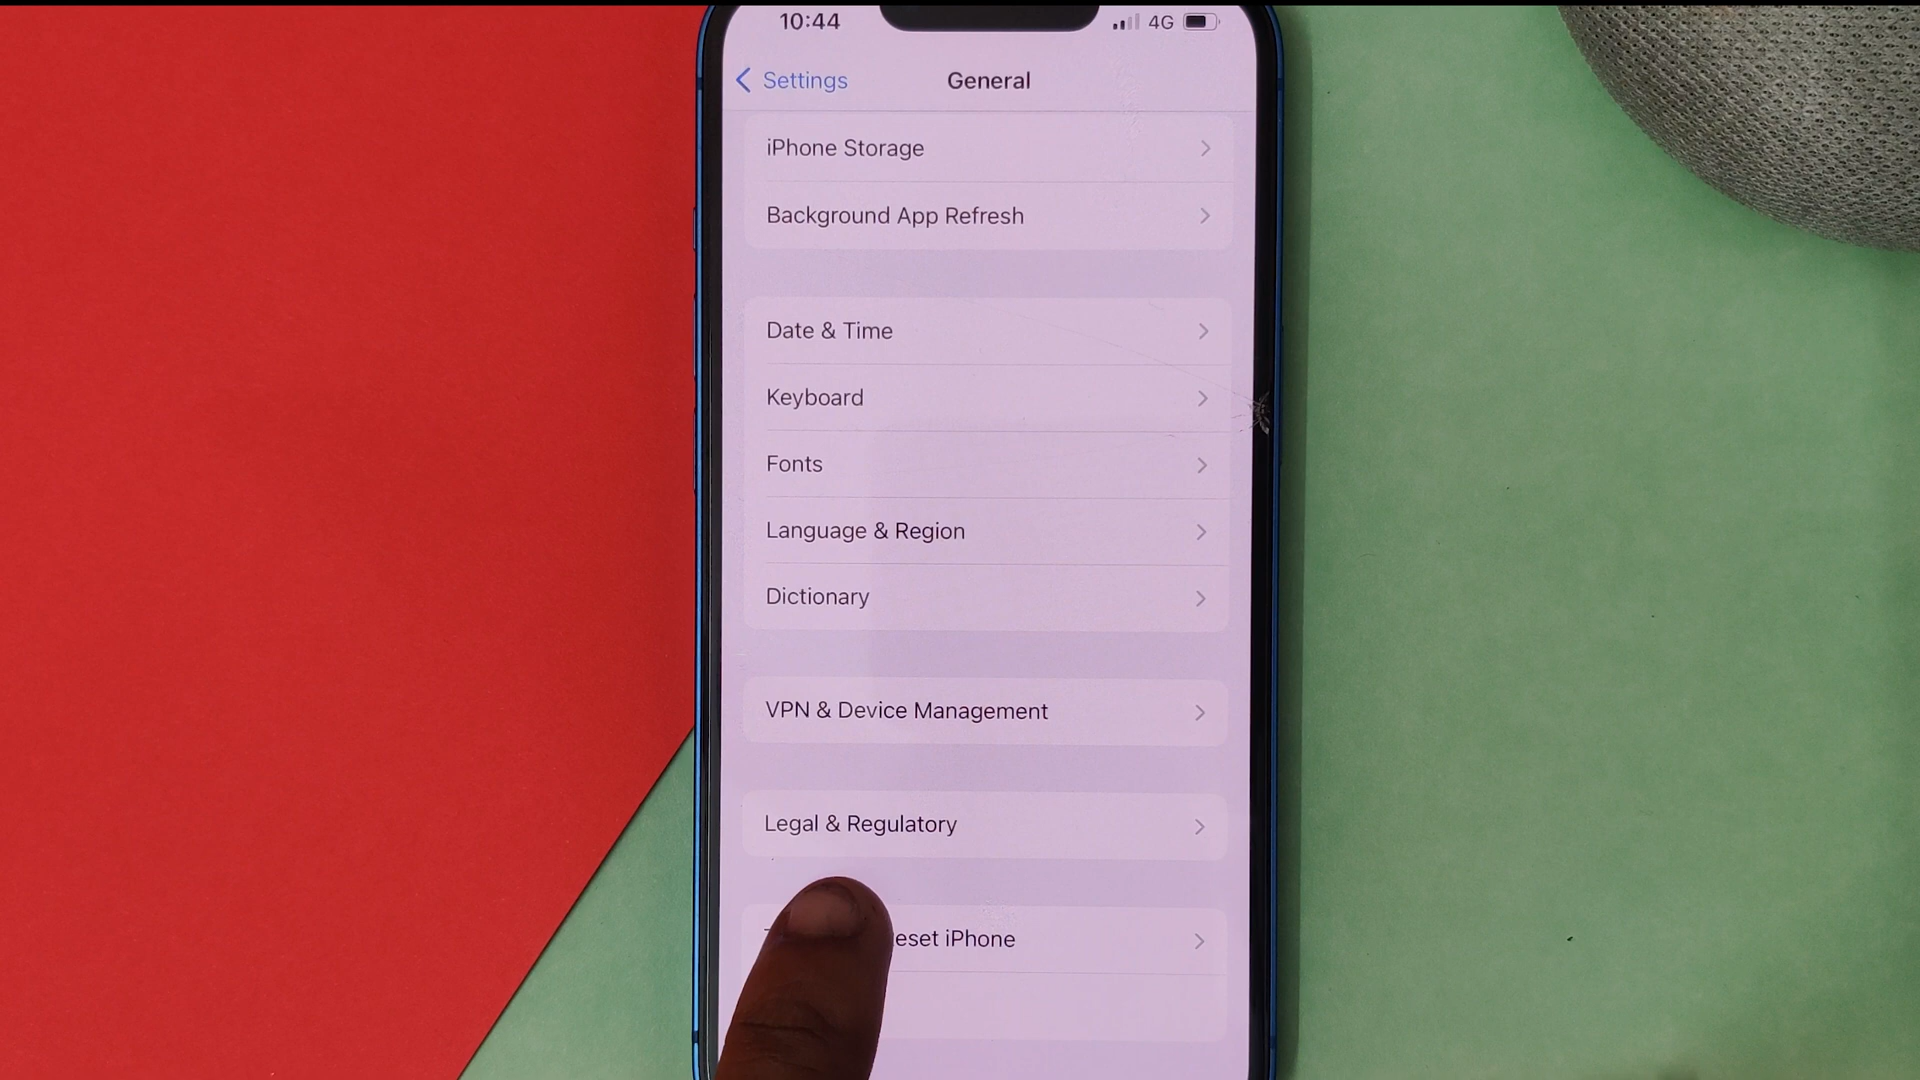 10:44
4G
Settings
General
iPhone Storage
Background App Refresh
Date & Time
Keyboard
Fonts
Language & Region
Dictionary
VPN & Device Management
Legal & Regulatory
iPhone